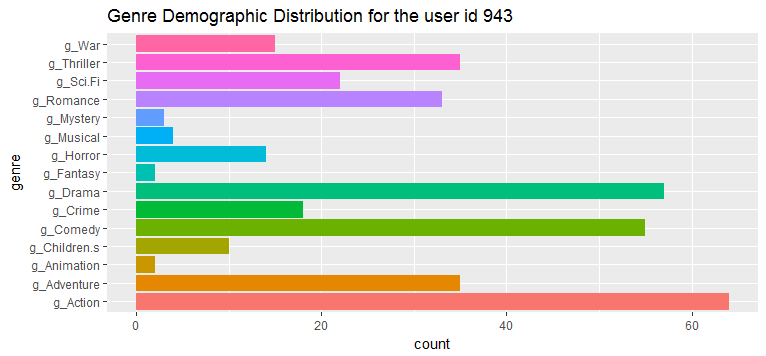 Genre Demographic Distribution for the user id 943
genre
g_War
g_Thriller
g_Sci.Fi
g_Romance
g_Mystery
g_Musical
g_Horror
g_Fantasy
g_Drama
g_Crime
g_Comedy
g_Children.s
g_Animation
g_Adventure
g_Action
0 20 40 60
count